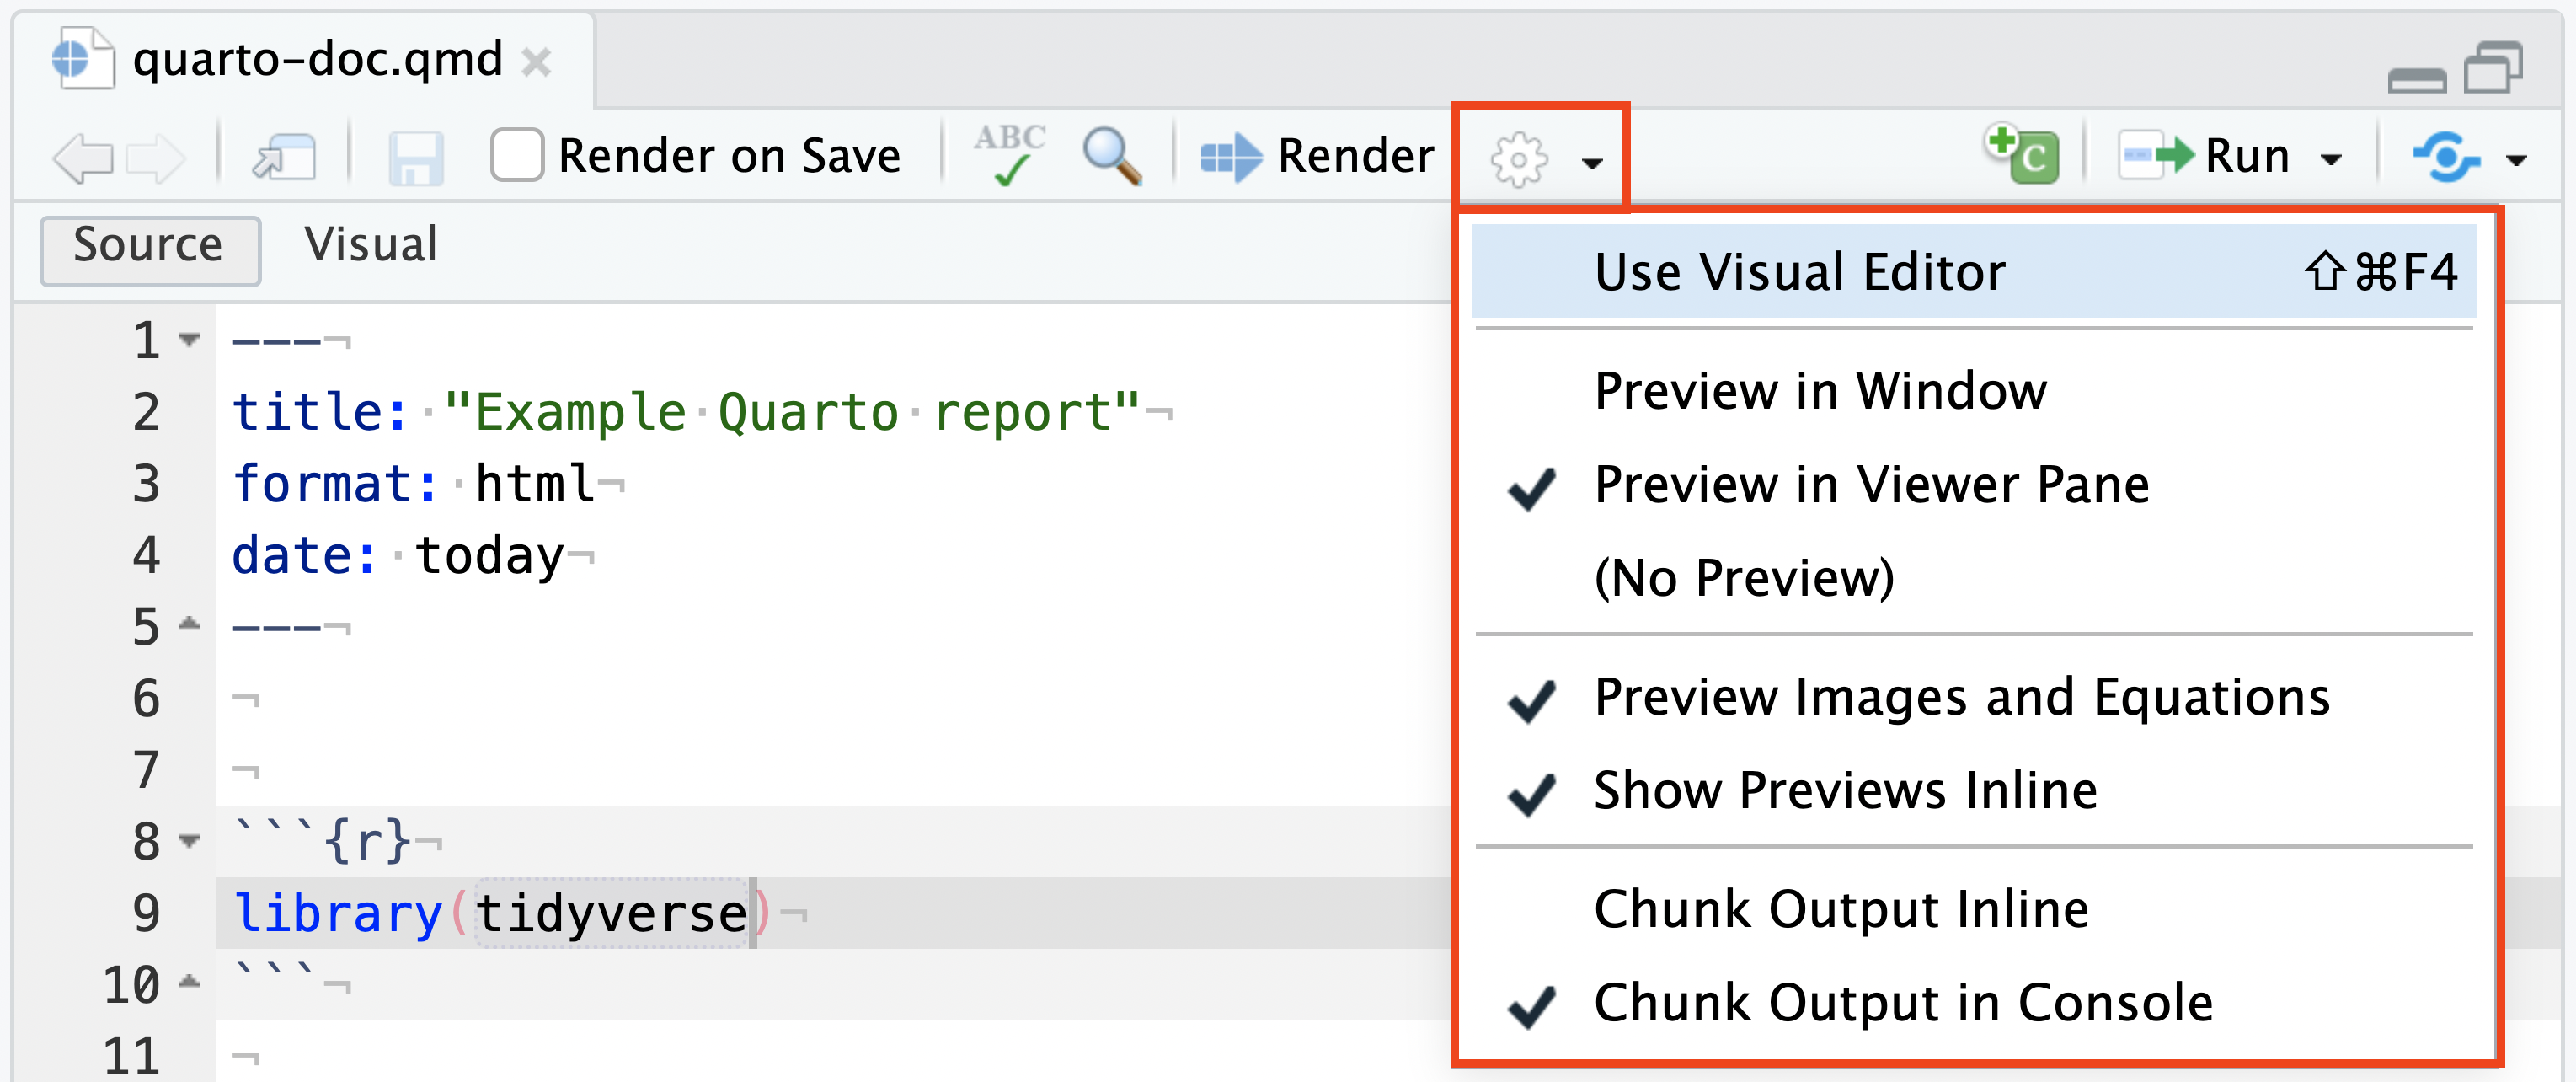 quarto-doc.qmd
Render on Save ABC Render C Run
Source Visual
Use Visual Editor ⇧⌘F4
Preview in Window
Preview in Viewer Pane
(No Preview)
Preview Images and Equations
Show Previews Inline
Chunk Output Inline
Chunk Output in Console
1 ---¬
2 title:·"Example·Quarto·report"¬
3 format:·html¬
4 date:·today¬
5 ---¬
6 ¬
7 ¬
8 ```{r}¬
9 library(tidyverse)¬
10 ```¬
11 ¬